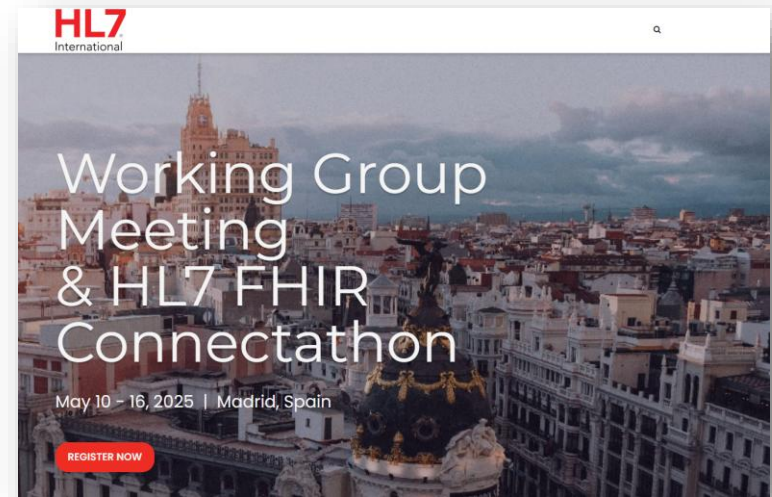 HL7
International
Working Group
Meeting
& HL7 FHIR
Connectathon
May 10 - 16, 2025 | Madrid, Spain
REGISTER NOW